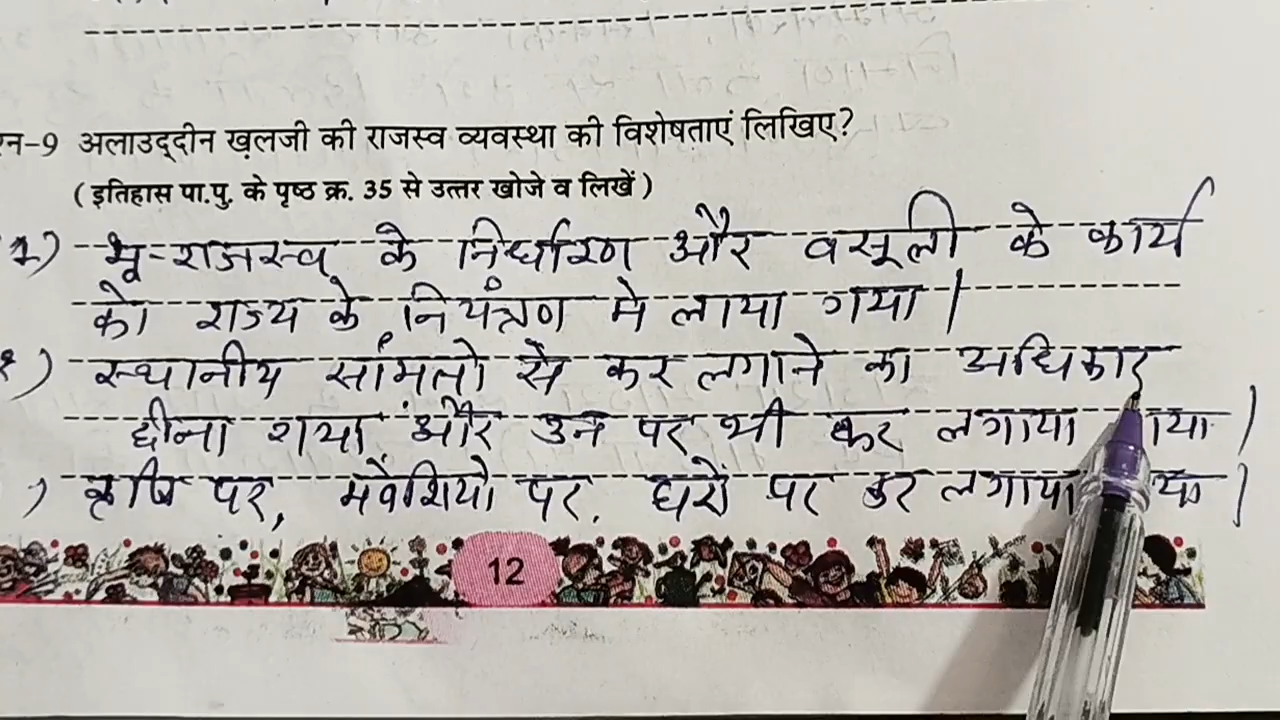 न-9 अलाउद्दीन ख़लजी की राजस्व व्यवस्था की विशेषताएं लिखिए?
( इतिहास पा.पु. के पृष्ठ क्र. 35 से उत्तर खोजे व लिखें )
1) भू-राजस्व के निर्धारण और वसूली के कार्य
को राज्य के नियंत्रण मे लाया गया |
२) स्थानीय सांमतो से कर लगाने का अधिकार
छीना गया और उन पर भी कर लगाया गया |
) कृषि पर, मवेशियो पर, घरों पर कर लगाया गया |
12